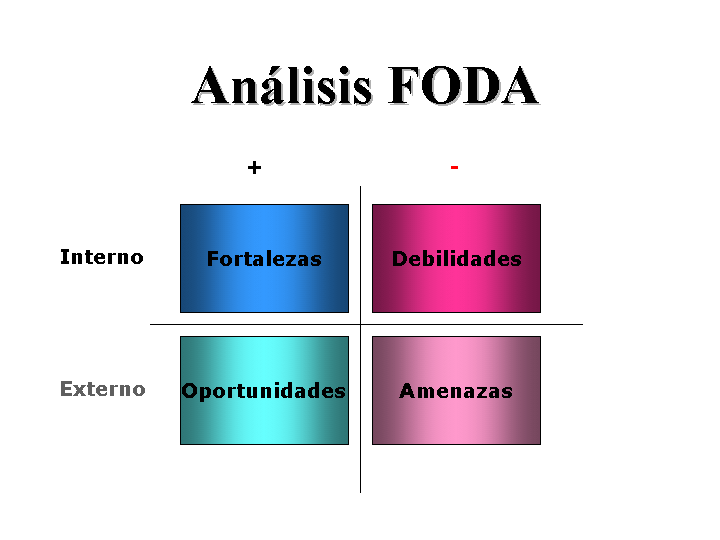 Análisis FODA
+ -
Interno Fortalezas Debilidades
Externo Oportunidades Amenazas